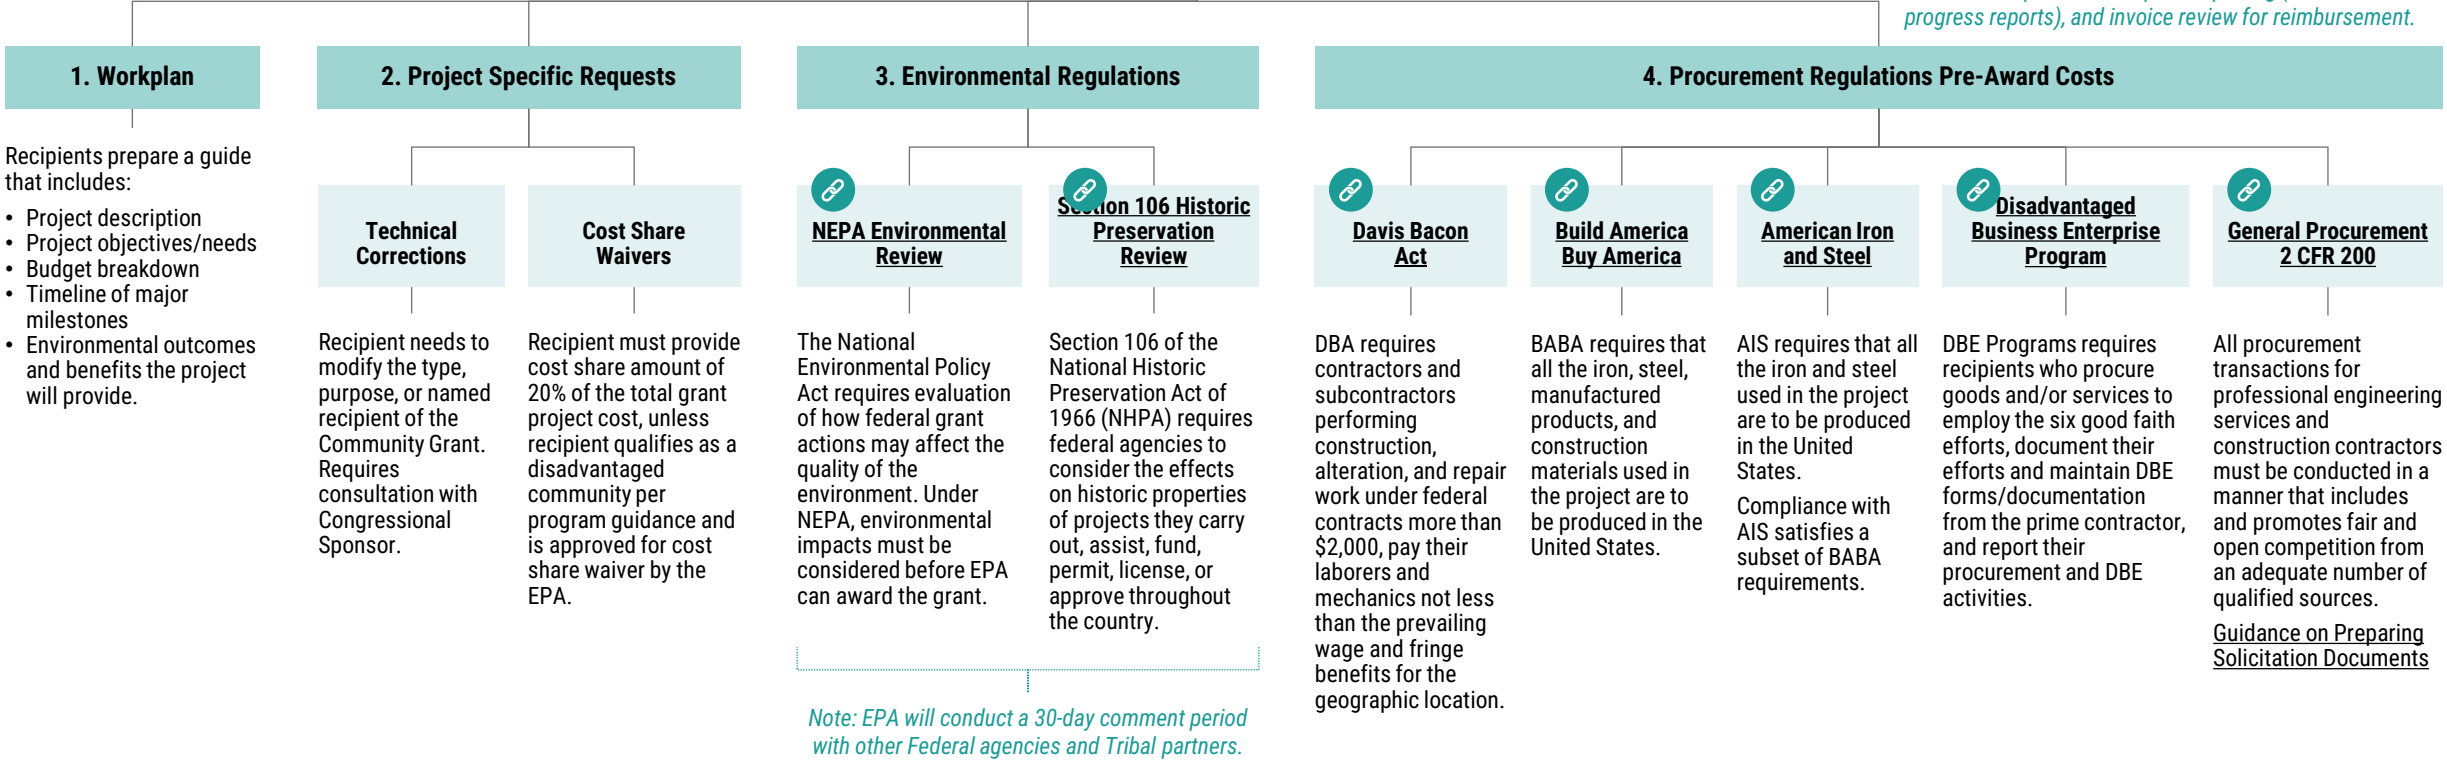 progress reports), and invoice review for reimbursement.
1. Workplan
Recipients prepare a guide
that includes:
• Project description
• Project objectives/needs
• Budget breakdown
• Timeline of major
milestones
• Environmental outcomes
and benefits the project
will provide.
2. Project Specific Requests
Technical
Corrections
Recipient needs to
modify the type,
purpose, or named
recipient of the
Community Grant.
Requires
consultation with
Congressional
Sponsor.
Cost Share
Waivers
Recipient must provide
cost share amount of
20% of the total grant
project cost, unless
recipient qualifies as a
disadvantaged
community per
program guidance and
is approved for cost
share waiver by the
EPA.
3. Environmental Regulations
NEPA Environmental
Review
The National
Environmental Policy
Act requires evaluation
of how federal grant
actions may affect the
quality of the
environment. Under
NEPA, environmental
impacts must be
considered before EPA
can award the grant.
Section 106 Historic
Preservation
Review
Section 106 of the
National Historic
Preservation Act of
1966 (NHPA) requires
federal agencies to
consider the effects
on historic properties
of projects they carry
out, assist, fund,
permit, license, or
approve throughout
the country.
Note: EPA will conduct a 30-day comment period
with other Federal agencies and Tribal partners.
4. Procurement Regulations Pre-Award Costs
Davis Bacon
Act
DBA requires
contractors and
subcontractors
performing
construction,
alteration, and repair
work under federal
contracts more than
$2,000, pay their
laborers and
mechanics not less
than the prevailing
wage and fringe
benefits for the
geographic location.
Build America
Buy America
BABA requires that
all the iron, steel,
manufactured
products, and
construction
materials used in
the project are to
be produced in the
United States.
American Iron
and Steel
AIS requires that all
the iron and steel
used in the project
are to be produced
in the United
States.
Compliance with
AIS satisfies a
subset of BABA
requirements.
Disadvantaged
Business Enterprise
Program
DBE Programs requires
recipients who procure
goods and/or services to
employ the six good faith
efforts, document their
efforts and maintain DBE
forms/documentation
from the prime contractor,
and report their
procurement and DBE
activities.
General Procurement
2 CFR 200
All procurement
transactions for
professional engineering
services and
construction contractors
must be conducted in a
manner that includes
and promotes fair and
open competition from
an adequate number of
qualified sources.
Guidance on Preparing
Solicitation Documents